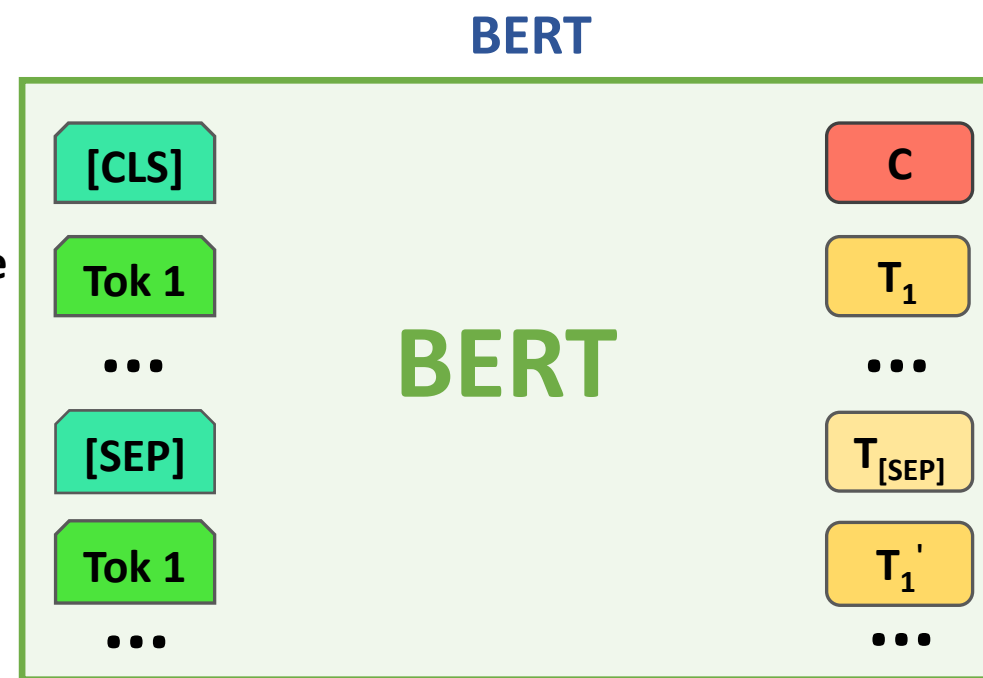 BERT
[CLS] C
e Tok 1 T₁
... ...
BERT
[SEP] T[SEP]
Tok 1 T₁'
... ...